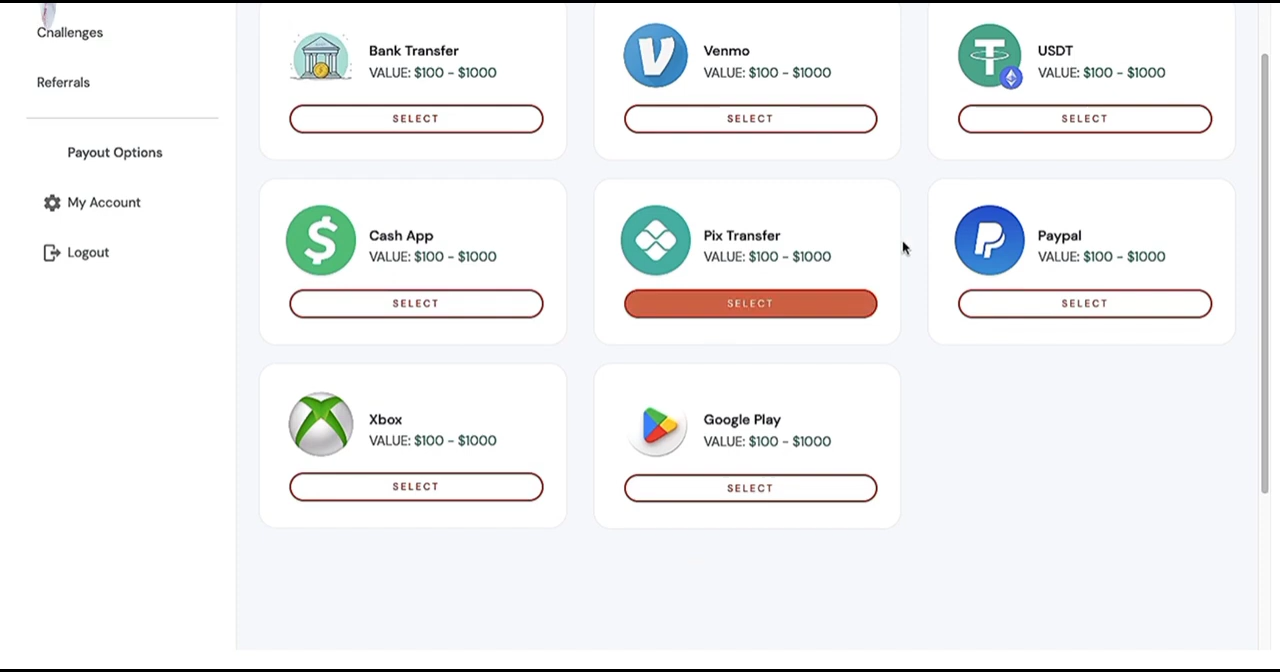 Challenges
Referrals
Payout Options
My Account
Logout
Bank Transfer
VALUE: $100 - $1000
SELECT
Venmo
VALUE: $100 - $1000
SELECT
USDT
VALUE: $100 - $1000
SELECT
Cash App
VALUE: $100 - $1000
SELECT
Pix Transfer
VALUE: $100 - $1000
SELECT
Paypal
VALUE: $100 - $1000
SELECT
Xbox
VALUE: $100 - $1000
SELECT
Google Play
VALUE: $100 - $1000
SELECT